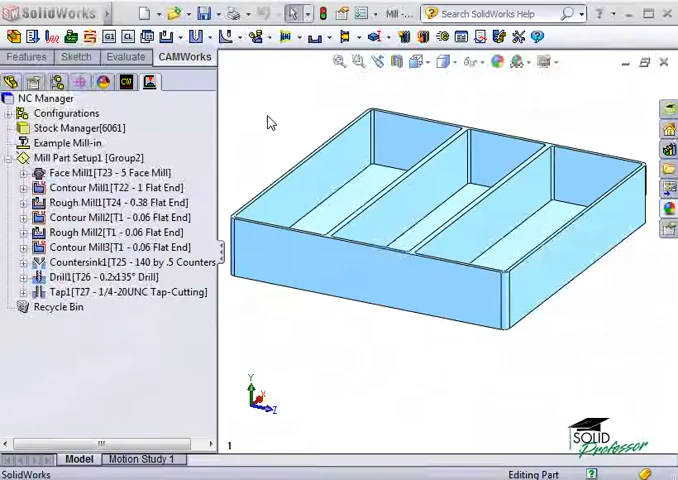 SolidWorks
Mill -...
Search SolidWorks Help
Features
Sketch
Evaluate
CAMWorks
NC Manager
Configurations
Stock Manager[6061]
Example Mill-in
Mill Part Setup1 [Group2]
Face Mill1[T23 - 5 Face Mill]
Contour Mill1[T22 - 1 Flat End]
Rough Mill1[T24 - 0.38 Flat End]
Contour Mill2[T1 - 0.06 Flat End]
Rough Mill2[T1 - 0.06 Flat End]
Contour Mill3[T1 - 0.06 Flat End]
Countersink1[T25 - 140 by .5 Counters
Drill1[T26 - 0.2x135° Drill]
Tap1[T27 - 1/4-20UNC Tap-Cutting]
Recycle Bin
Y
X
Z
1
SOLID
Professor
Model
Motion Study 1
SolidWorks
Editing Part